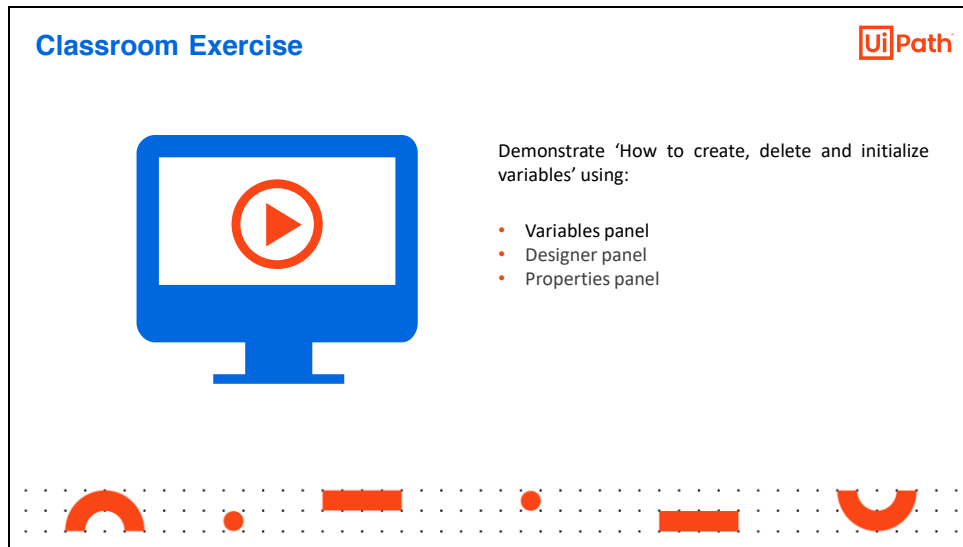 Classroom Exercise
UiPath
Demonstrate ‘How to create, delete and initialize
variables’ using:
• Variables panel
• Designer panel
• Properties panel